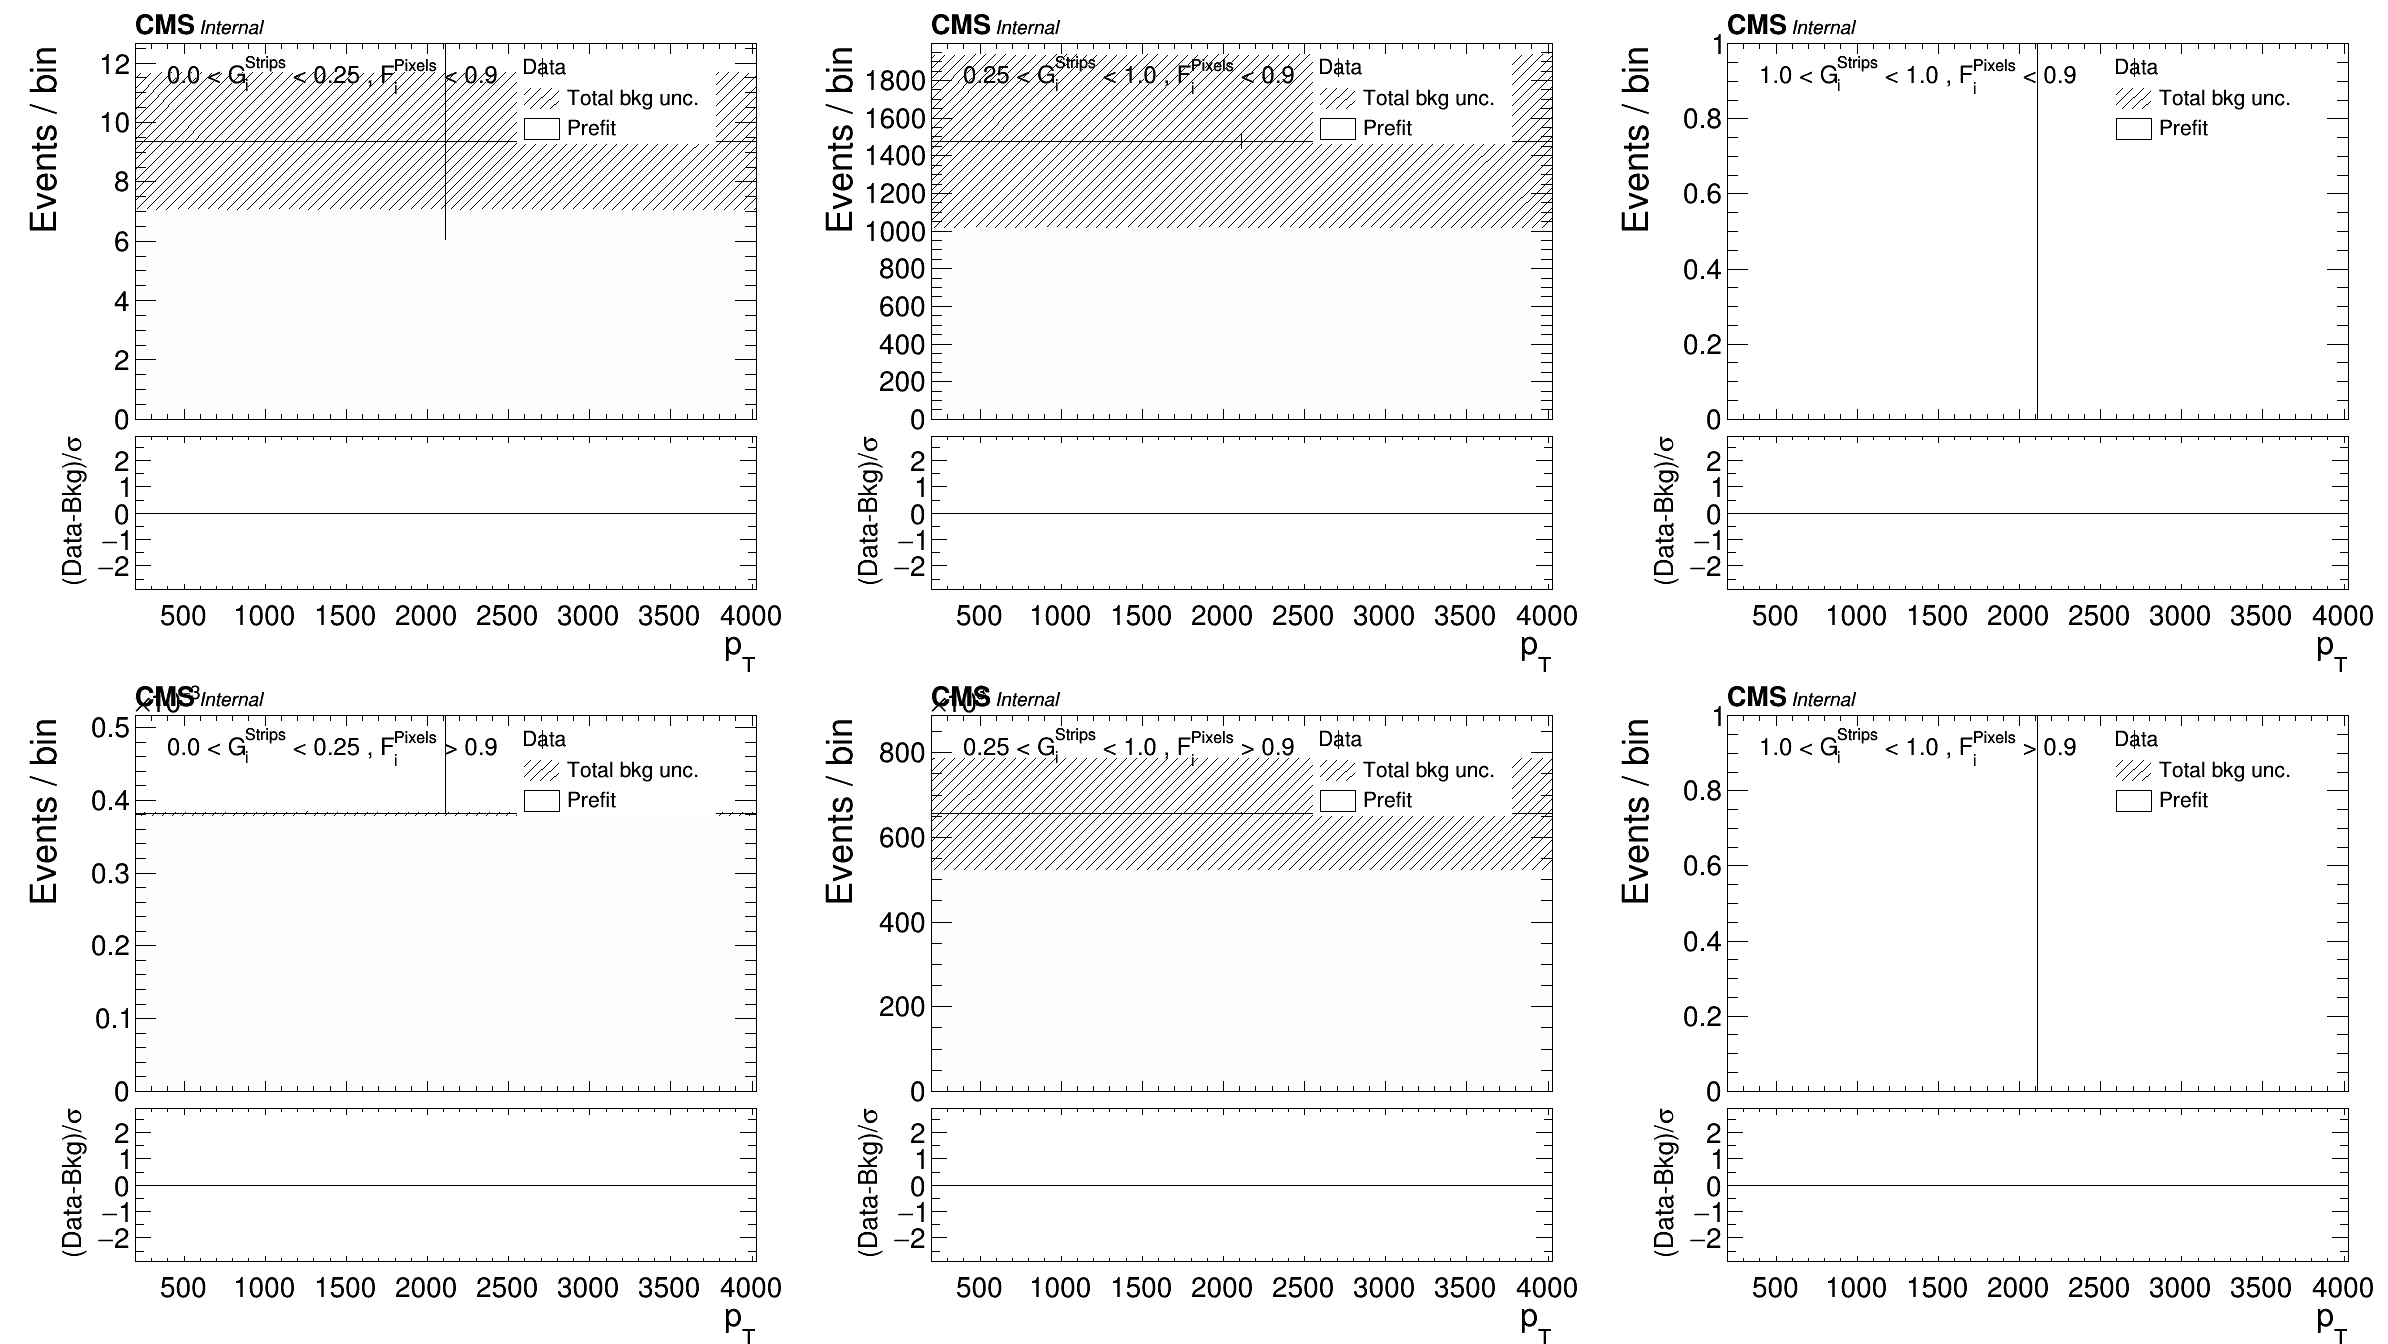 CMS Internal
Events / bin
12
10
8
6
4
2
0
0.0 < G_i^Strips < 0.25 , F_i^Pixels < 0.9
Data
Total bkg unc.
Prefit
(Data-Bkg)/σ
2
1
0
−1
−2
500 1000 1500 2000 2500 3000 3500 4000
p_T
CMS Internal
Events / bin
1800
1600
1400
1200
1000
800
600
400
200
0
0.25 < G_i^Strips < 1.0 , F_i^Pixels < 0.9
Data
Total bkg unc.
Prefit
(Data-Bkg)/σ
2
1
0
−1
−2
500 1000 1500 2000 2500 3000 3500 4000
p_T
CMS Internal
Events / bin
1
0.8
0.6
0.4
0.2
0
1.0 < G_i^Strips < 1.0 , F_i^Pixels < 0.9
Data
Total bkg unc.
Prefit
(Data-Bkg)/σ
2
1
0
−1
−2
500 1000 1500 2000 2500 3000 3500 4000
p_T
CMS Internal
Events / bin
0.5
0.4
0.3
0.2
0.1
0
0.0 < G_i^Strips < 0.25 , F_i^Pixels > 0.9
Data
Total bkg unc.
Prefit
(Data-Bkg)/σ
2
1
0
−1
−2
500 1000 1500 2000 2500 3000 3500 4000
p_T
CMS Internal
Events / bin
800
600
400
200
0
0.25 < G_i^Strips < 1.0 , F_i^Pixels > 0.9
Data
Total bkg unc.
Prefit
(Data-Bkg)/σ
2
1
0
−1
−2
500 1000 1500 2000 2500 3000 3500 4000
p_T
CMS Internal
Events / bin
1
0.8
0.6
0.4
0.2
0
1.0 < G_i^Strips < 1.0 , F_i^Pixels > 0.9
Data
Total bkg unc.
Prefit
(Data-Bkg)/σ
2
1
0
−1
−2
500 1000 1500 2000 2500 3000 3500 4000
p_T